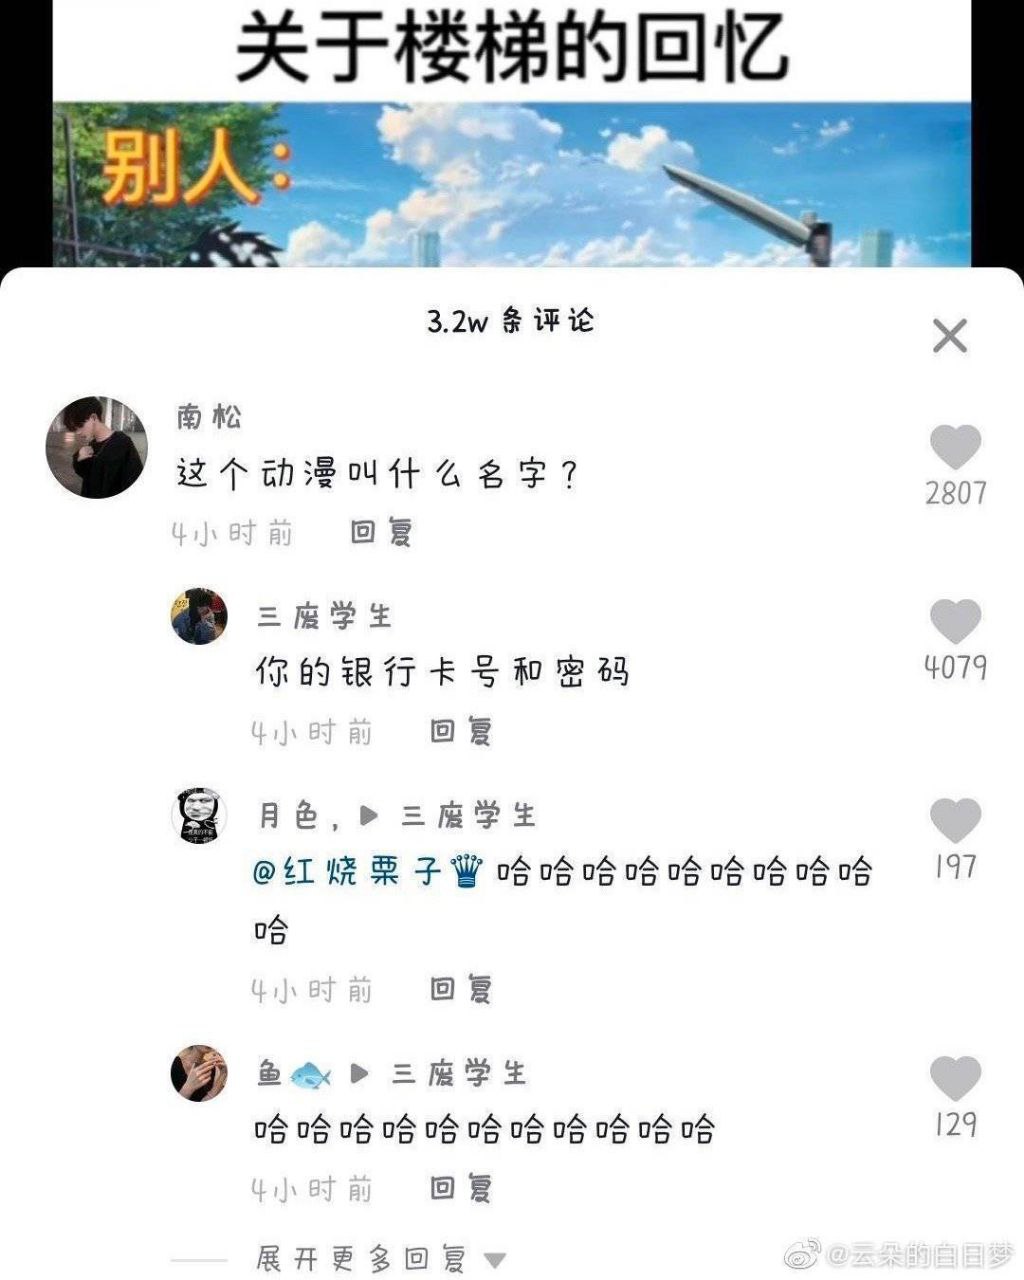 关于楼梯的回忆
别人：
3.2w 条评论
南松
这个动漫叫什么名字？
2807
4小时前 回复
三废学生
你的银行卡号和密码
4079
4小时前 回复
月色， ▶ 三废学生
@红烧栗子♛ 哈哈哈哈哈哈哈哈哈
197
哈
4小时前 回复
鱼🐟 ▶ 三废学生
哈哈哈哈哈哈哈哈哈哈哈
129
4小时前 回复
展开更多回复
@云朵的白日梦